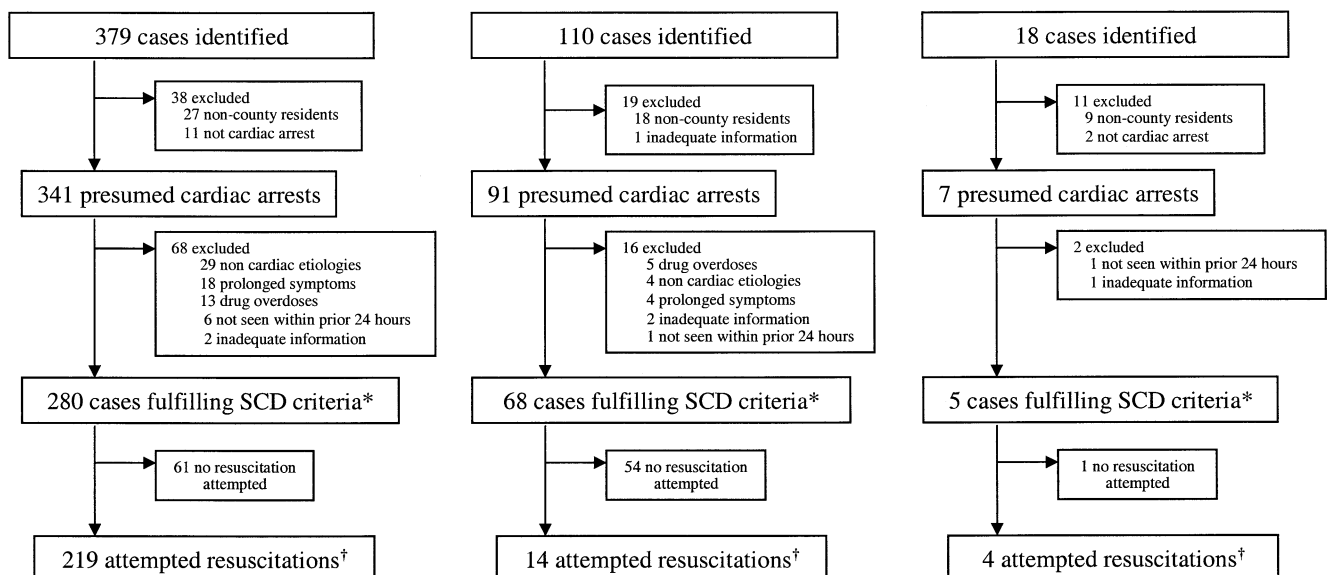 379 cases identified
38 excluded
27 non-county residents
11 not cardiac arrest
341 presumed cardiac arrests
68 excluded
29 non cardiac etiologies
18 prolonged symptoms
13 drug overdoses
6 not seen within prior 24 hours
2 inadequate information
280 cases fulfilling SCD criteria*
61 no resuscitation
attempted
219 attempted resuscitations†
110 cases identified
19 excluded
18 non-county residents
1 inadequate information
91 presumed cardiac arrests
16 excluded
5 drug overdoses
4 non cardiac etiologies
4 prolonged symptoms
2 inadequate information
1 not seen within prior 24 hours
68 cases fulfilling SCD criteria*
54 no resuscitation
attempted
14 attempted resuscitations†
18 cases identified
11 excluded
9 non-county residents
2 not cardiac arrest
7 presumed cardiac arrests
2 excluded
1 not seen within prior 24 hours
1 inadequate information
5 cases fulfilling SCD criteria*
1 no resuscitation
attempted
4 attempted resuscitations†